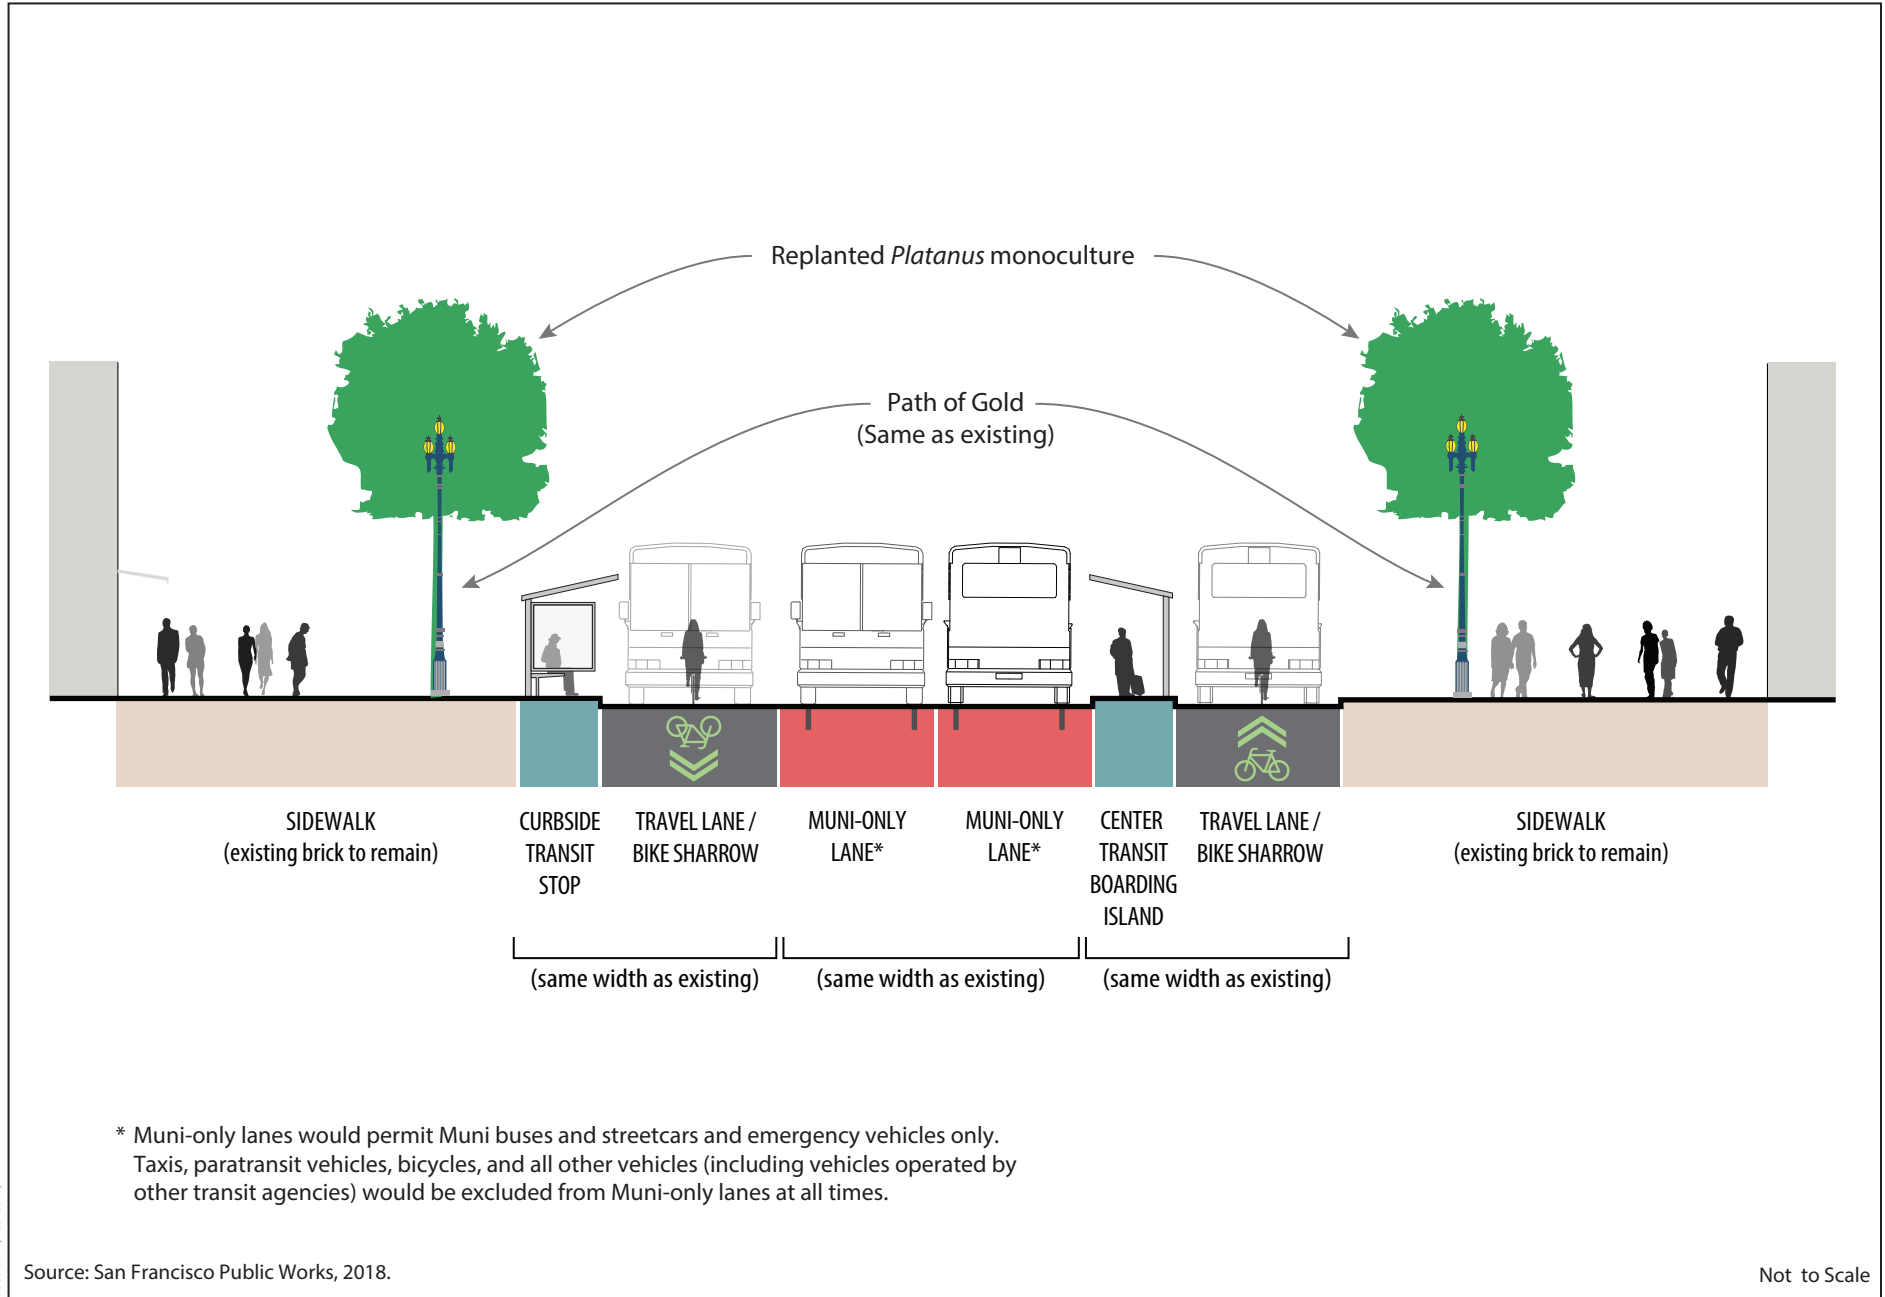 Replanted Platanus monoculture
Path of Gold
(Same as existing)
SIDEWALK
(existing brick to remain)
CURBSIDE
TRANSIT
STOP
TRAVEL LANE /
BIKE SHARROW
MUNI-ONLY
LANE*
MUNI-ONLY
LANE*
CENTER
TRANSIT
BOARDING
ISLAND
TRAVEL LANE /
BIKE SHARROW
SIDEWALK
(existing brick to remain)
(same width as existing)
(same width as existing)
(same width as existing)
* Muni-only lanes would permit Muni buses and streetcars and emergency vehicles only.
Taxis, paratransit vehicles, bicycles, and all other vehicles (including vehicles operated by
other transit agencies) would be excluded from Muni-only lanes at all times.
Source: San Francisco Public Works, 2018.
Not to Scale